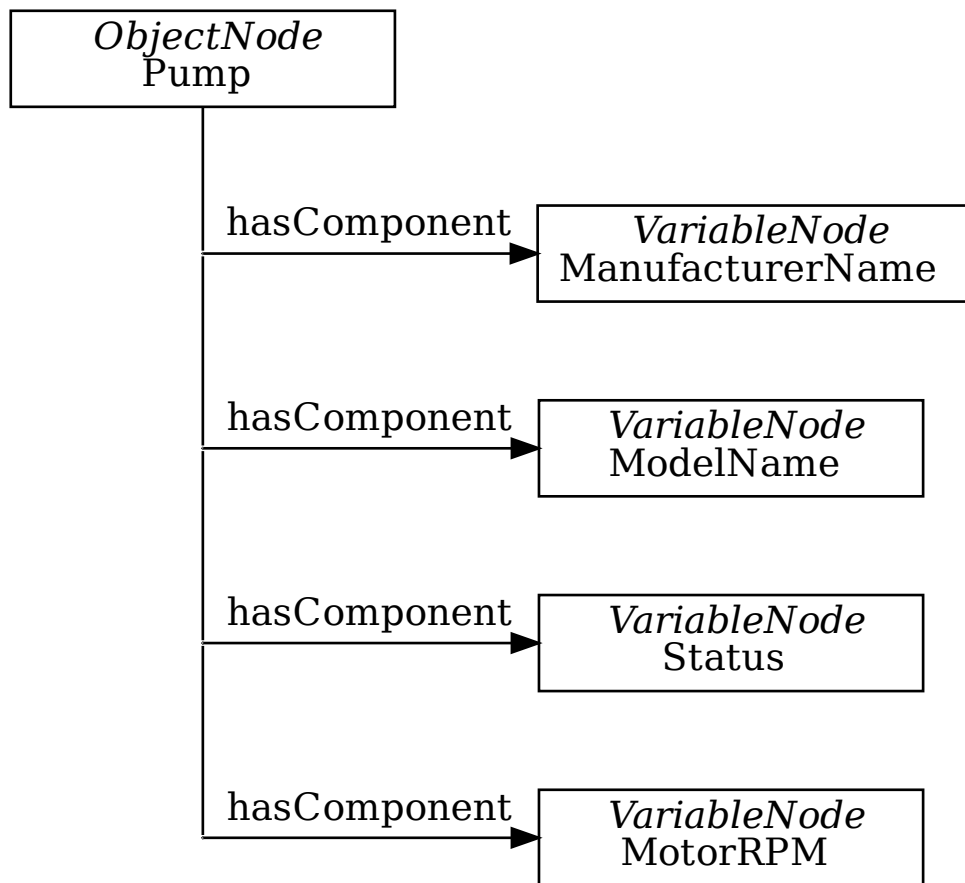 ObjectNode
Pump
hasComponent
VariableNode
ManufacturerName
hasComponent
VariableNode
ModelName
hasComponent
VariableNode
Status
hasComponent
VariableNode
MotorRPM